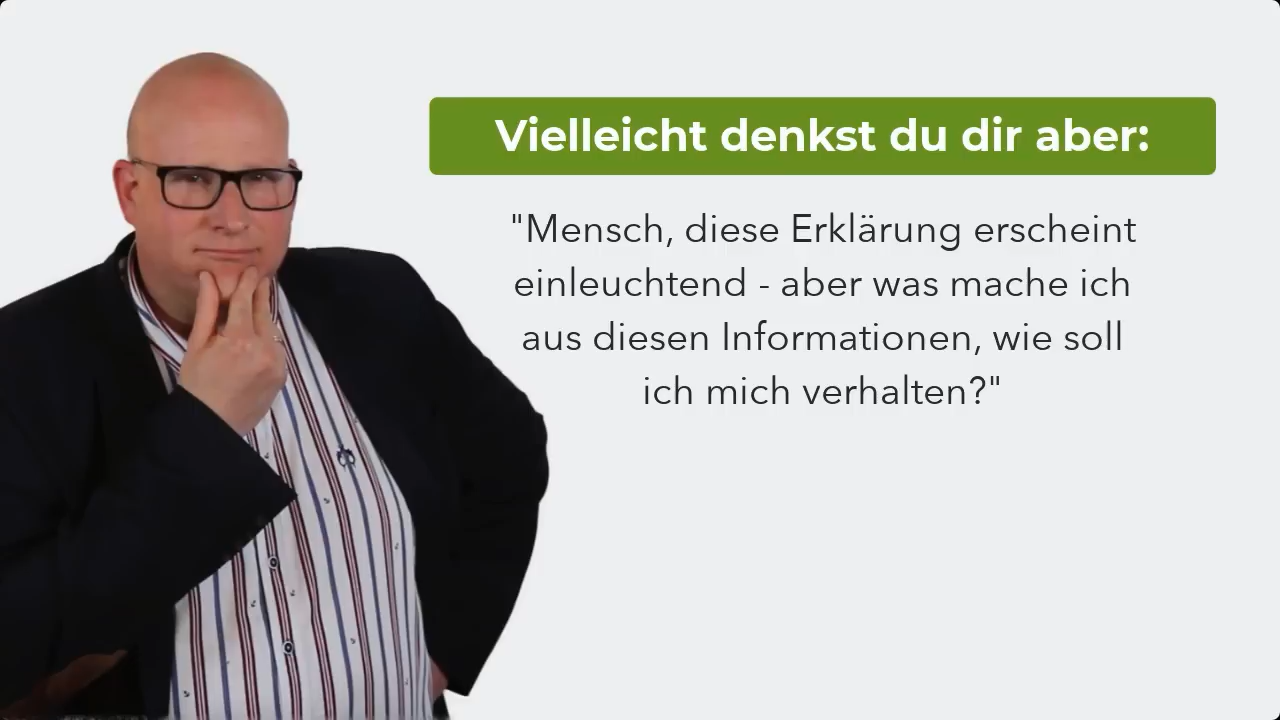 Vielleicht denkst du dir aber:
"Mensch, diese Erklärung erscheint
einleuchtend - aber was mache ich
aus diesen Informationen, wie soll
ich mich verhalten?"